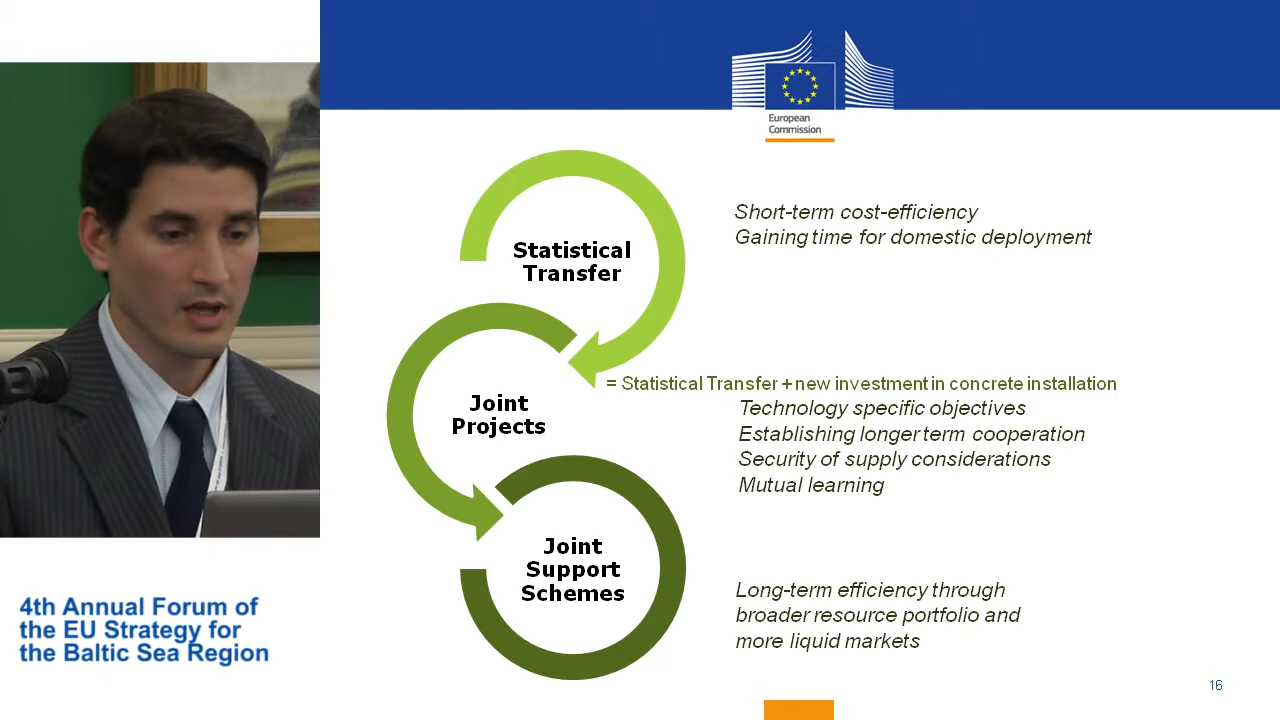 European
Commission
Statistical
Transfer
Short-term cost-efficiency
Gaining time for domestic deployment
Joint
Projects
= Statistical Transfer + new investment in concrete installation
Technology specific objectives
Establishing longer term cooperation
Security of supply considerations
Mutual learning
Joint
Support
Schemes
Long-term efficiency through
broader resource portfolio and
more liquid markets
4th Annual Forum of
the EU Strategy for
the Baltic Sea Region
16